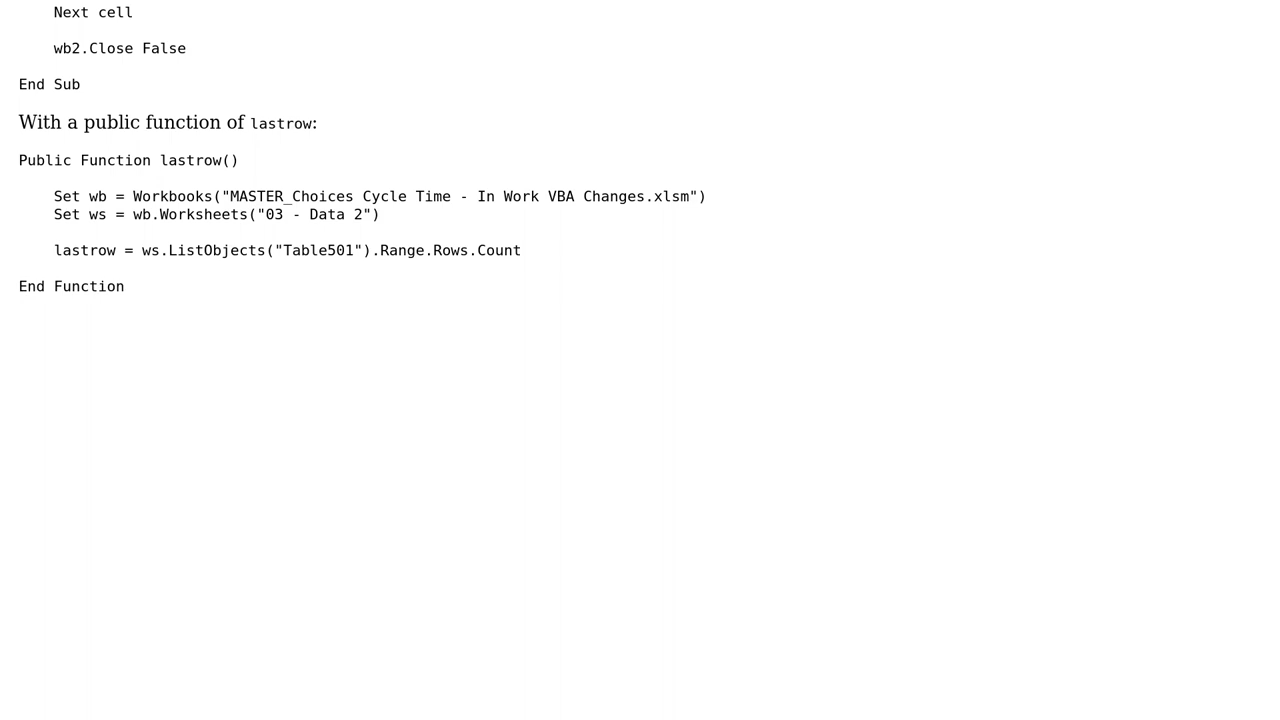 Next cell
wb2.Close False
End Sub
With a public function of lastrow:
Public Function lastrow()
Set wb = Workbooks("MASTER_Choices Cycle Time - In Work VBA Changes.xlsm")
Set ws = wb.Worksheets("03 - Data 2")
lastrow = ws.ListObjects("Table501").Range.Rows.Count
End Function